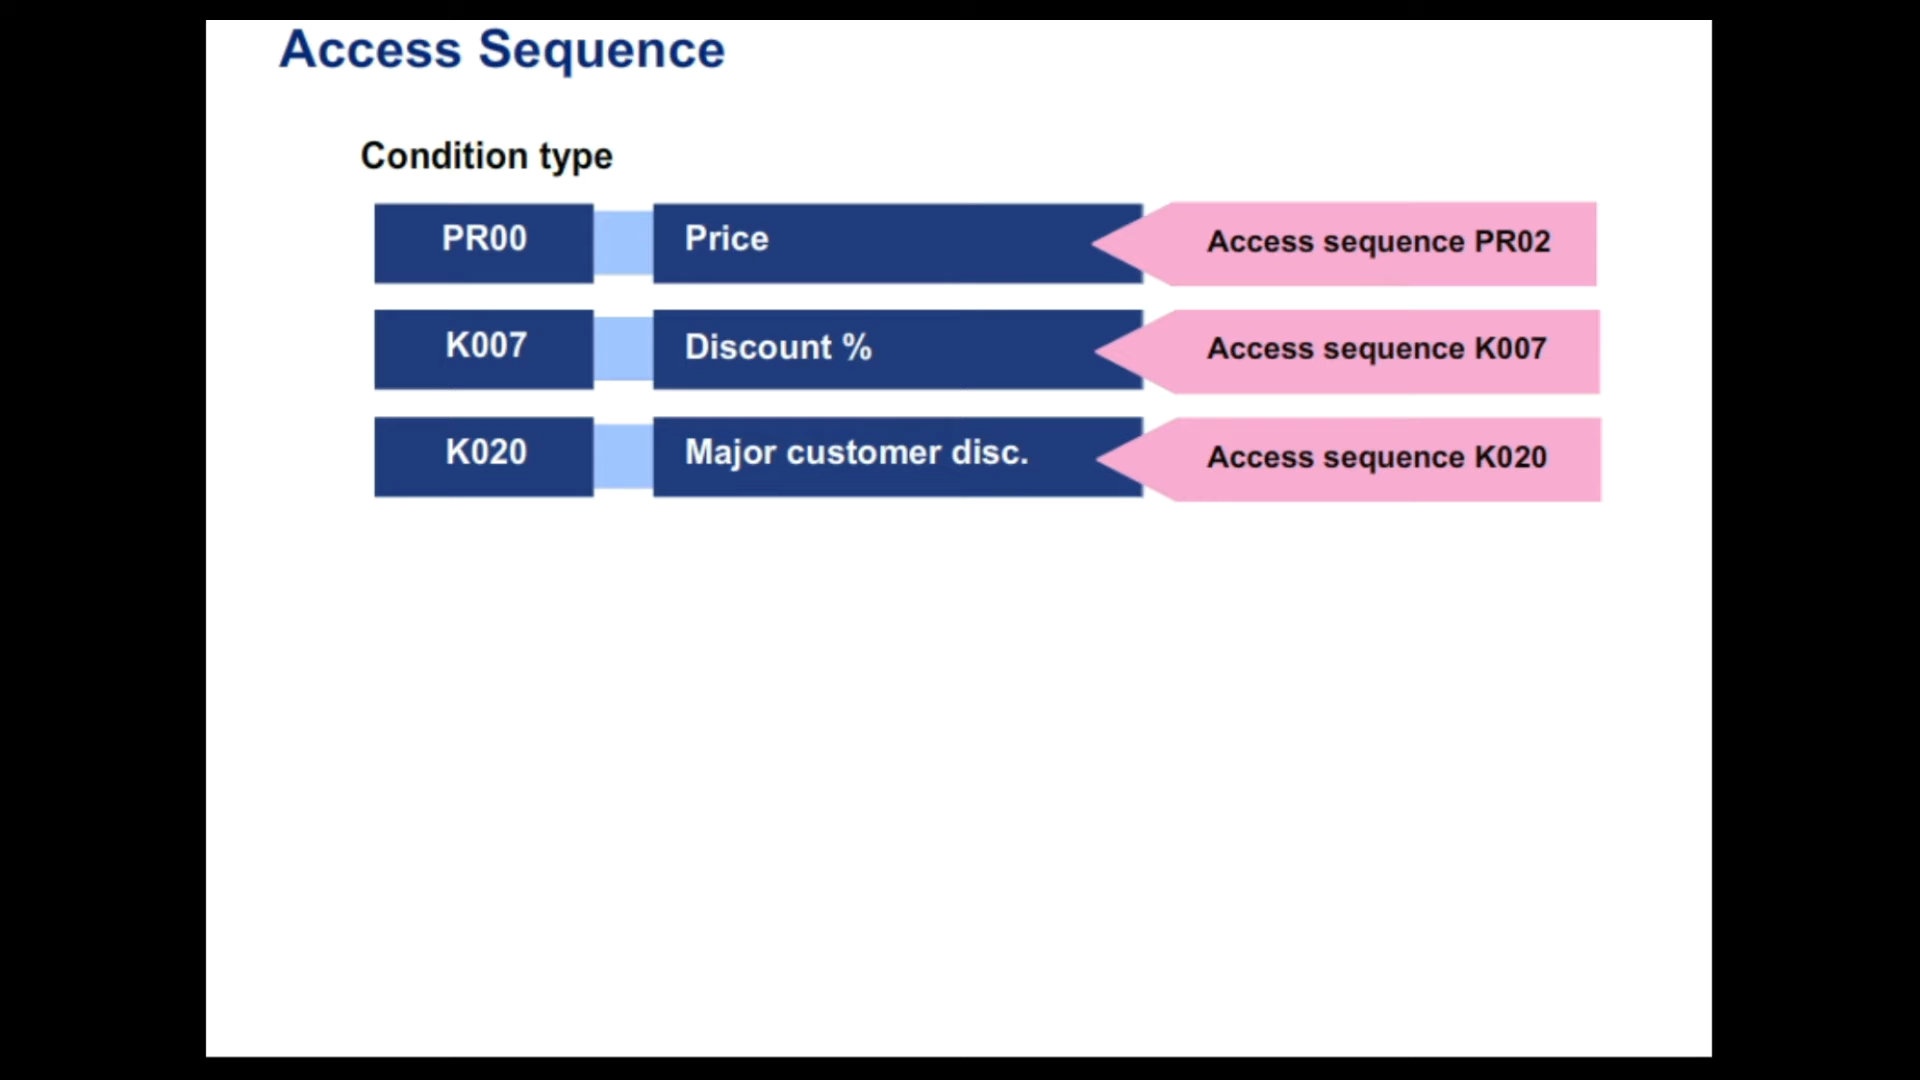 Access Sequence
Condition type
PR00 Price Access sequence PR02
K007 Discount % Access sequence K007
K020 Major customer disc. Access sequence K020